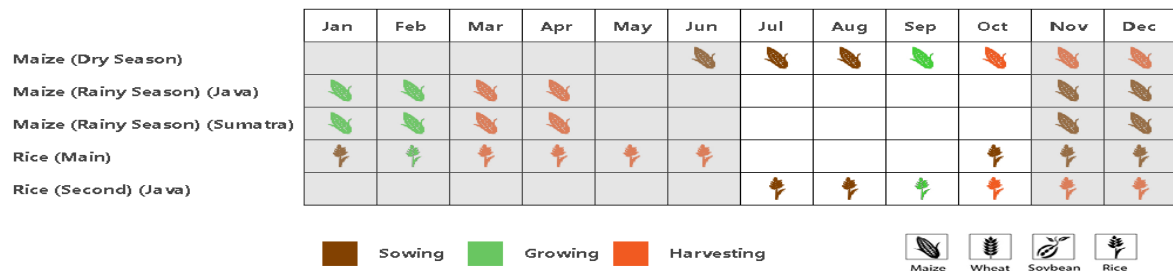 Jan Feb Mar Apr May Jun Jul Aug Sep Oct Nov Dec
Maize (Dry Season)
Maize (Rainy Season) (Java)
Maize (Rainy Season) (Sumatra)
Rice (Main)
Rice (Second) (Java)
Sowing Growing Harvesting
Maize Wheat Soybean Rice